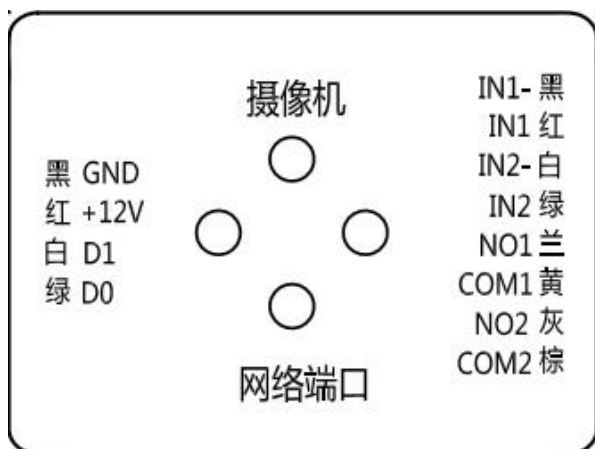 摄像机
黑 GND
红 +12V
白 D1
绿 D0
IN1- 黑
IN1 红
IN2- 白
IN2 绿
NO1 兰
COM1 黄
NO2 灰
COM2 棕
网络端口